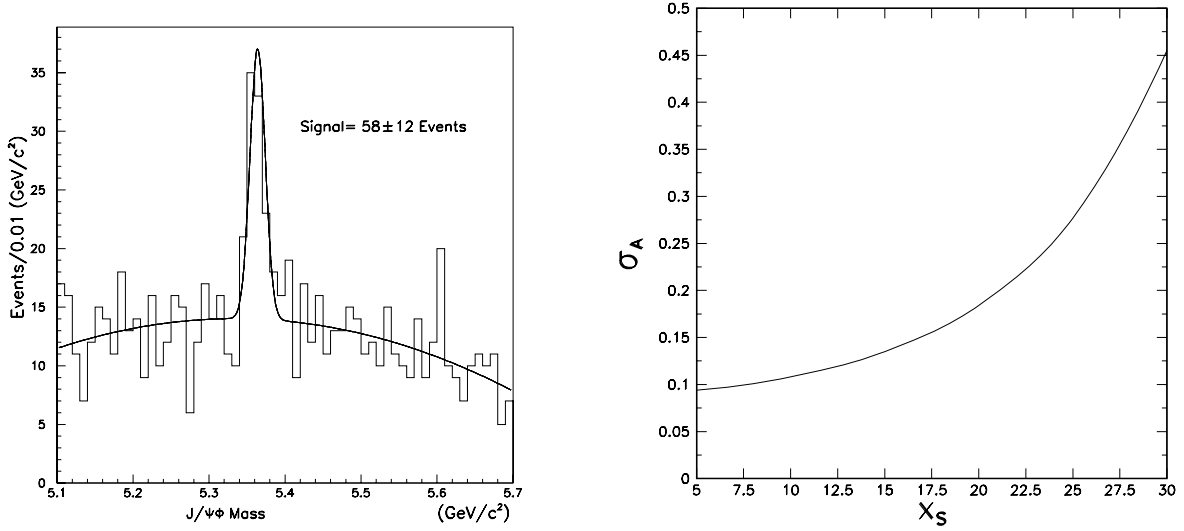 Events/0.01 (GeV/c²)
35
30
25
20
15
10
5
0
Signal= 58±12 Events
5.1 5.2 5.3 5.4 5.5 5.6 5.7
J/ψφ Mass (GeV/c²)
σA
0.5
0.45
0.4
0.35
0.3
0.25
0.2
0.15
0.1
0.05
0
5 7.5 10 12.5 15 17.5 20 22.5 25 27.5 30
XS